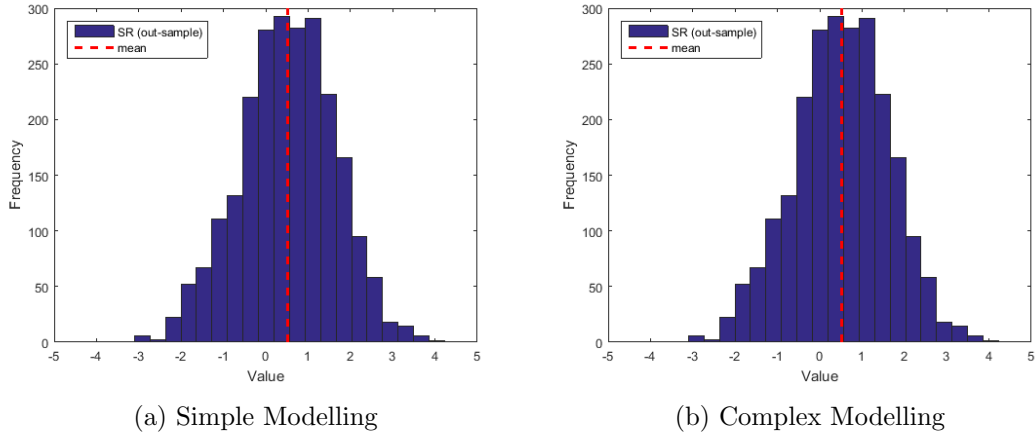 300
250
200
150
100
50
0
Frequency
SR (out-sample)
mean
-5 -4 -3 -2 -1 0 1 2 3 4 5
Value
(a) Simple Modelling
300
250
200
150
100
50
0
Frequency
SR (out-sample)
mean
-5 -4 -3 -2 -1 0 1 2 3 4 5
Value
(b) Complex Modelling